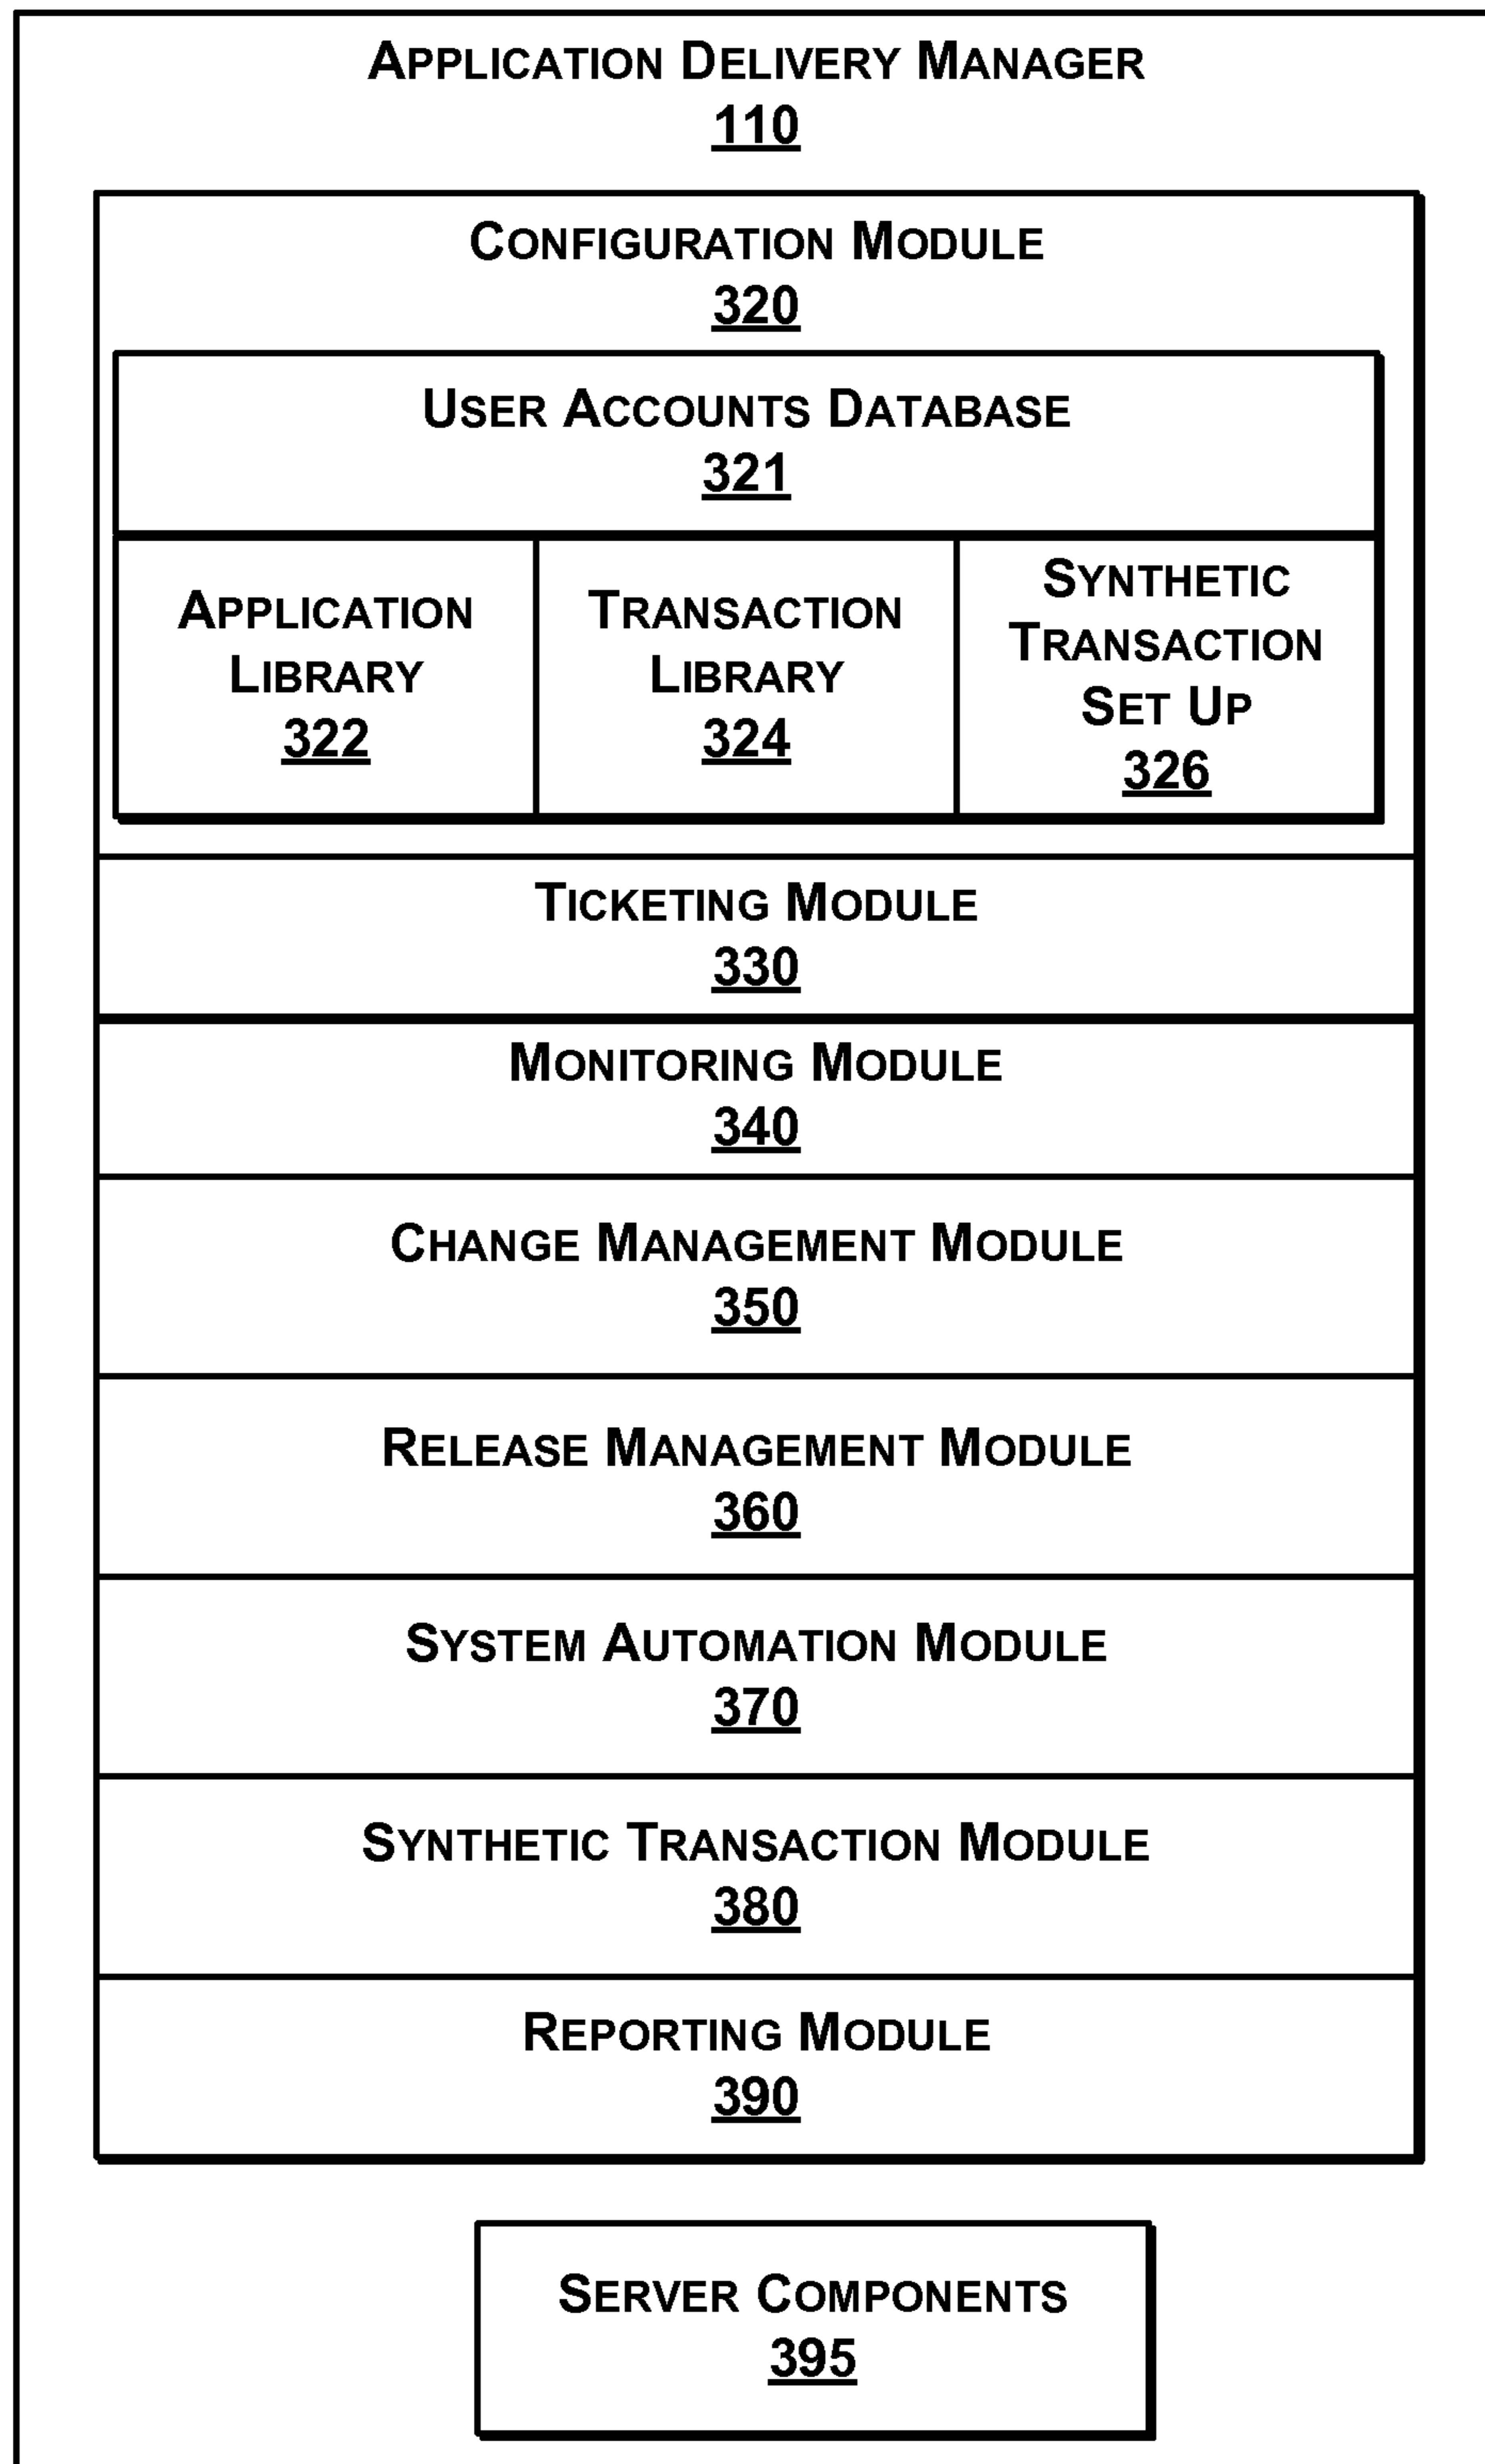 APPLICATION DELIVERY MANAGER
110
CONFIGURATION MODULE
320
USER ACCOUNTS DATABASE
321
APPLICATION
LIBRARY
322
TRANSACTION
LIBRARY
324
SYNTHETIC
TRANSACTION
SET UP
326
TICKETING MODULE
330
MONITORING MODULE
340
CHANGE MANAGEMENT MODULE
350
RELEASE MANAGEMENT MODULE
360
SYSTEM AUTOMATION MODULE
370
SYNTHETIC TRANSACTION MODULE
380
REPORTING MODULE
390
SERVER COMPONENTS
395